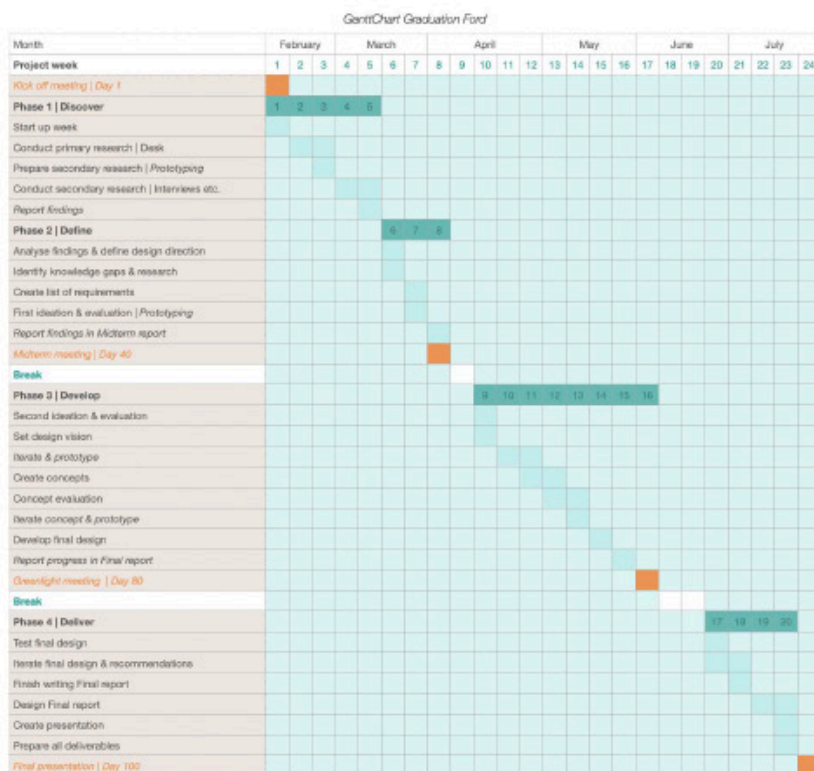 GanttChart Graduation Ford
Month February March April May June July
Project week 1 2 3 4 5 6 7 8 9 10 11 12 13 14 15 16 17 18 19 20 21 22 23 24
Kick off meeting | Day 1
Phase 1 | Discover 1 2 3 4 5
Start up week
Conduct primary research | Desk
Prepare secondary research | Prototyping
Conduct secondary research | Interviews etc.
Report findings
Phase 2 | Define 6 7 8
Analyse findings & define design direction
Identify knowledge gaps & research
Create list of requirements
First ideation & evaluation | Prototyping
Report findings in Midterm report
Midterm meeting | Day 40
Break
Phase 3 | Develop 9 10 11 12 13 14 15 16
Second ideation & evaluation
Set design vision
Iterate & prototype
Create concepts
Concept evaluation
Iterate concept & prototype
Develop final design
Report progress in Final report
Greenlight meeting | Day 80
Break
Phase 4 | Deliver 17 18 19 20
Test final design
Iterate final design & recommendations
Finish writing Final report
Design Final report
Create presentation
Prepare all deliverables
Final presentation | Day 100